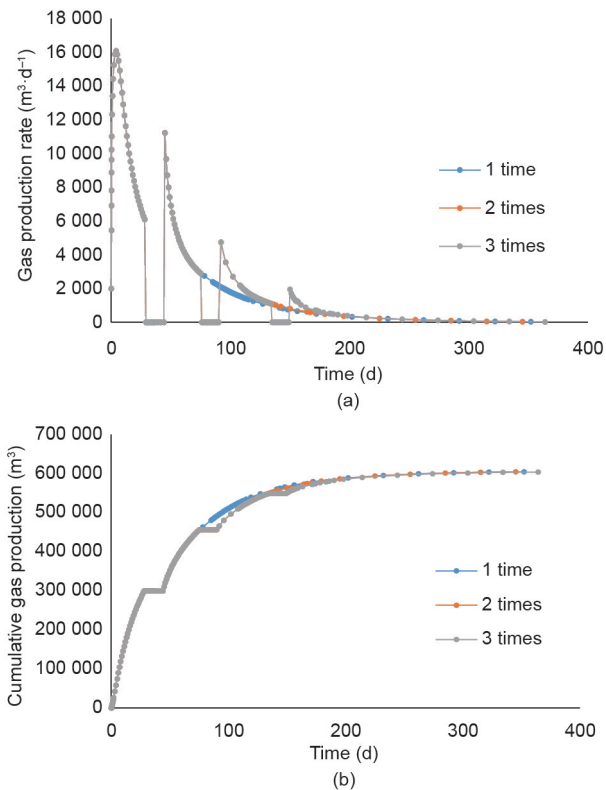 18 000
16 000
14 000
12 000
10 000
8 000
6 000
4 000
2 000
0
Gas production rate (m³·d⁻¹)
1 time
2 times
3 times
0 100 200 300 400
Time (d)
(a)
700 000
600 000
500 000
400 000
300 000
200 000
100 000
0
Cumulative gas production (m³)
1 time
2 times
3 times
0 100 200 300 400
Time (d)
(b)